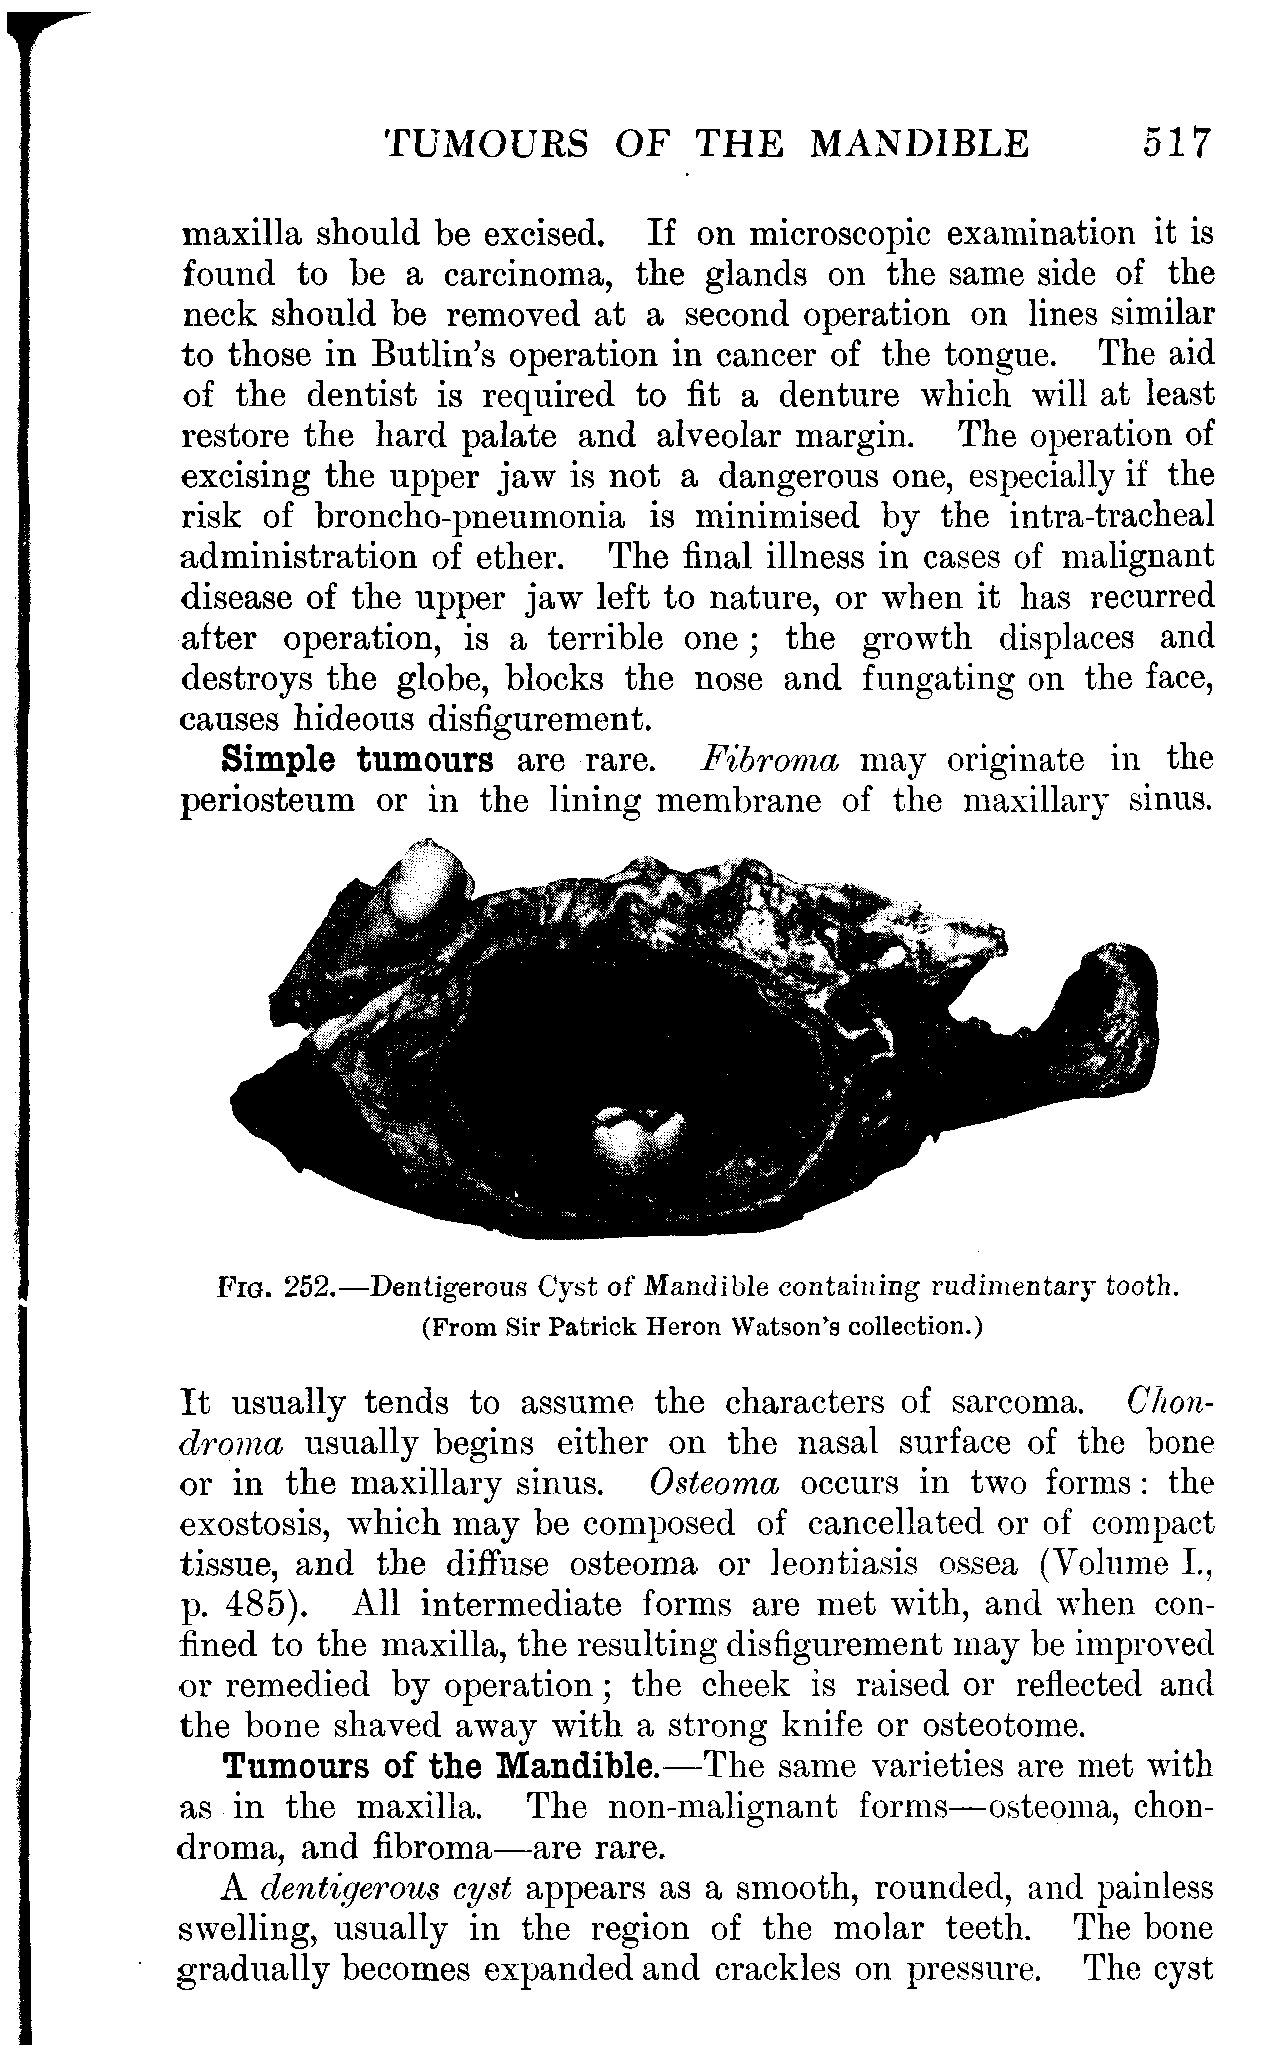 TUMOURS OF THE MANDIBLE 517
maxilla should be excised. If on microscopic examination it is
found to be a carcinoma, the glands on the same side of the
neck should be removed at a second operation on lines similar
to those in Butlin's operation in cancer of the tongue. The aid
of the dentist is required to fit a denture which will at least
restore the hard palate and alveolar margin. The operation of
excising the upper jaw is not a dangerous one, especially if the
risk of broncho-pneumonia is minimised by the intra-tracheal
administration of ether. The final illness in cases of malignant
disease of the upper jaw left to nature, or when it has recurred
after operation, is a terrible one ; the growth displaces and
destroys the globe, blocks the nose and fungating on the face,
causes hideous disfigurement.
Simple tumours are rare. Fibroma may originate in the
periosteum or in the lining membrane of the maxillary sinus.
FIG. 252.—Dentigerous Cyst of Mandible containing rudimentary tooth.
(From Sir Patrick Heron Watson's collection.)
It usually tends to assume the characters of sarcoma. Chon-
droma usually begins either on the nasal surface of the bone
or in the maxillary sinus. Osteoma occurs in two forms : the
exostosis, which may be composed of cancellated or of compact
tissue, and the diffuse osteoma or leontiasis ossea (Volume I.,
p. 485). All intermediate forms are met with, and when con-
fined to the maxilla, the resulting disfigurement may be improved
or remedied by operation ; the cheek is raised or reflected and
the bone shaved away with a strong knife or osteotome.
Tumours of the Mandible.—The same varieties are met with
as in the maxilla. The non-malignant forms—osteoma, chon-
droma, and fibroma—are rare.
A dentigerous cyst appears as a smooth, rounded, and painless
swelling, usually in the region of the molar teeth. The bone
gradually becomes expanded and crackles on pressure. The cyst